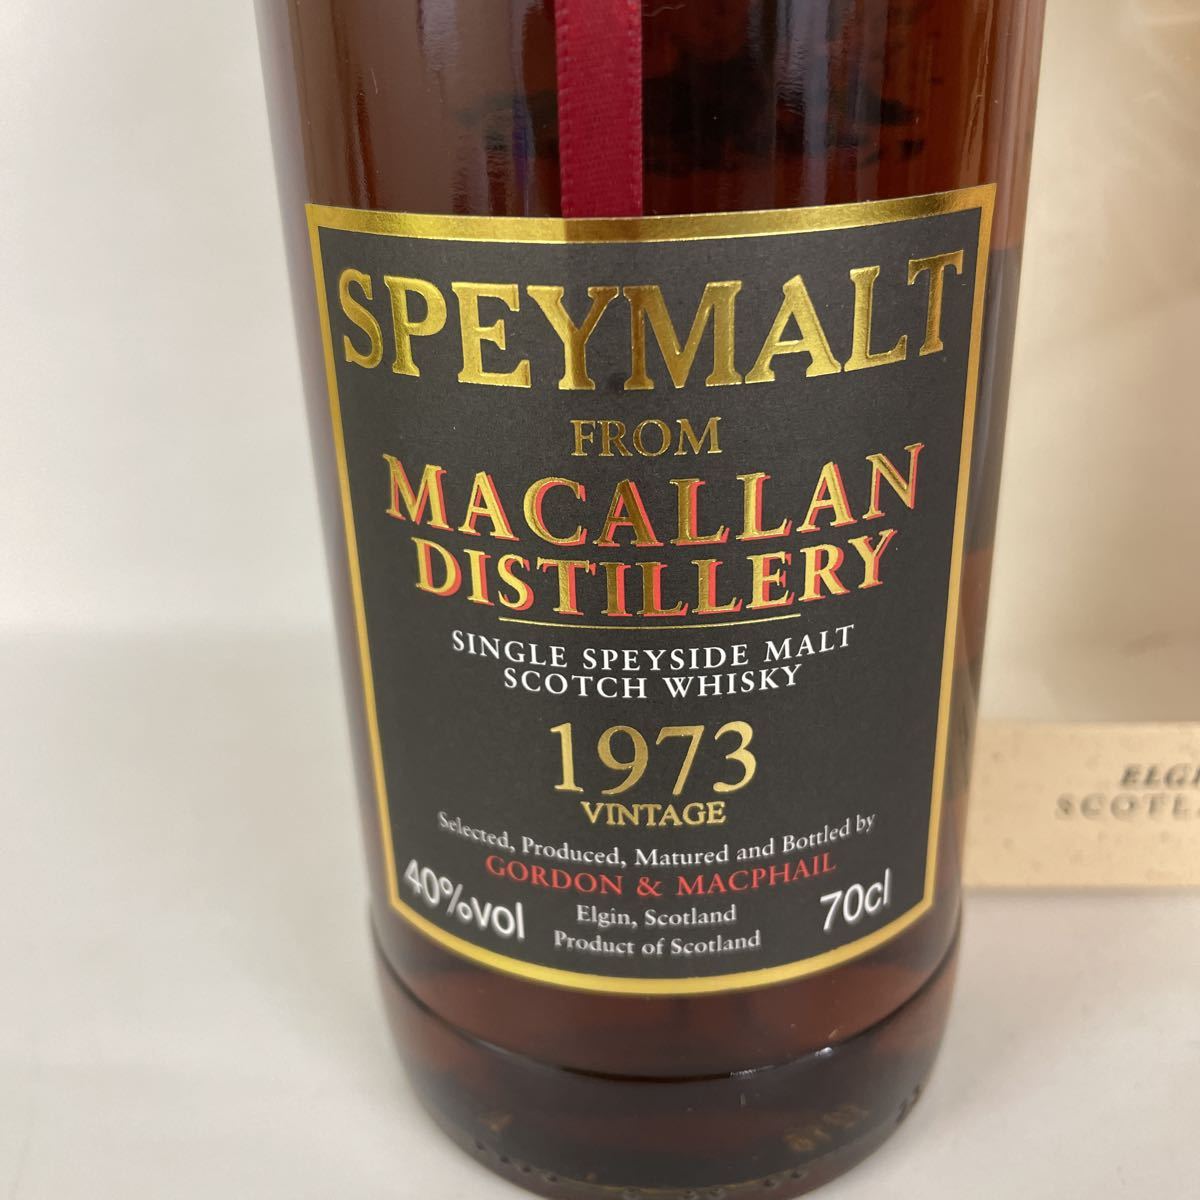 SPEYMALT
FROM
MACALLAN
DISTILLERY
SINGLE SPEYSIDE MALT
SCOTCH WHISKY
1973
VINTAGE
Selected, Produced, Matured and Bottled by
GORDON & MACPHAIL
40%vol
Elgin, Scotland
70cl
Product of Scotland